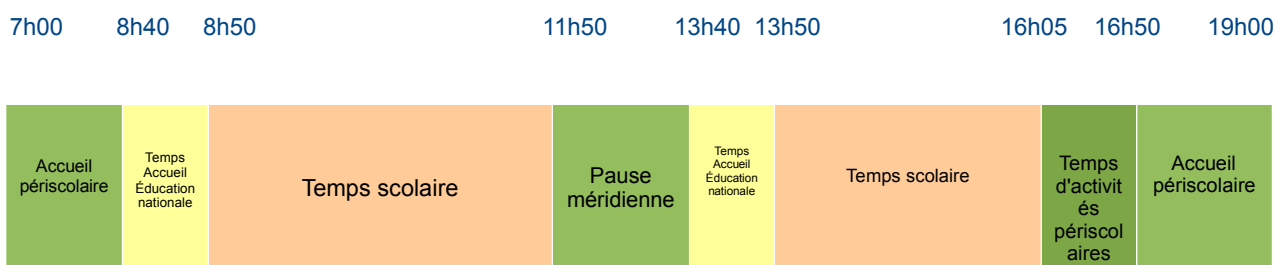 7h00 8h40 8h50 11h50 13h40 13h50 16h05 16h50 19h00
Accueil
périscolaire
Temps
Accueil
Éducation
nationale
Temps scolaire
Pause
méridienne
Temps
Accueil
Éducation
nationale
Temps scolaire
Temps
d'activit
és
périscol
aires
Accueil
périscolaire